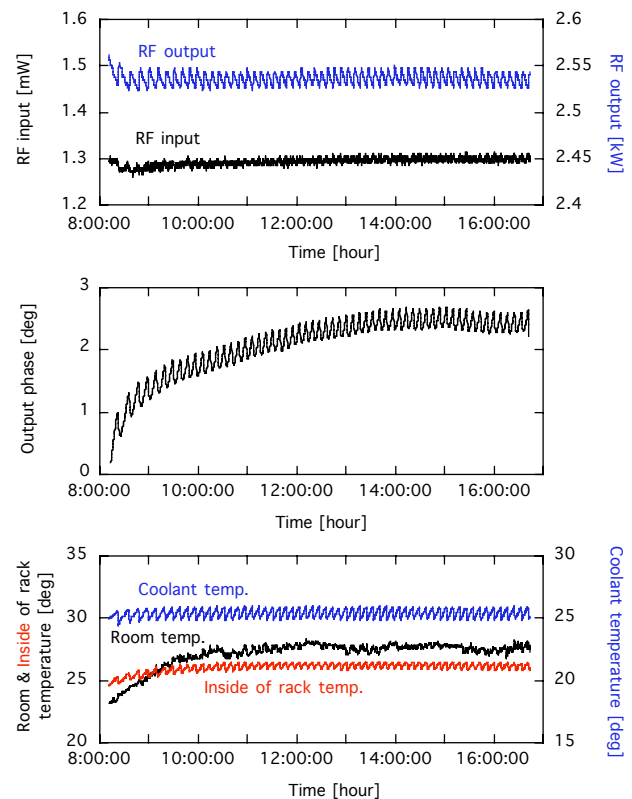 1.6
1.5
1.4
1.3
1.2
RF input [mW]
RF output
RF input
2.6
2.55
2.5
2.45
2.4
RF output
[kW]
8:00:00
10:00:00
12:00:00
14:00:00
16:00:00
Time [hour]
3
2
1
0
Output phase [deg]
8:00:00
10:00:00
12:00:00
14:00:00
16:00:00
Time [hour]
35
30
25
20
Room & Inside of rack
temperature [deg]
Coolant temp.
Room temp.
Inside of rack temp.
30
25
20
15
Coolant temperature
[deg]
8:00:00
10:00:00
12:00:00
14:00:00
16:00:00
Time [hour]